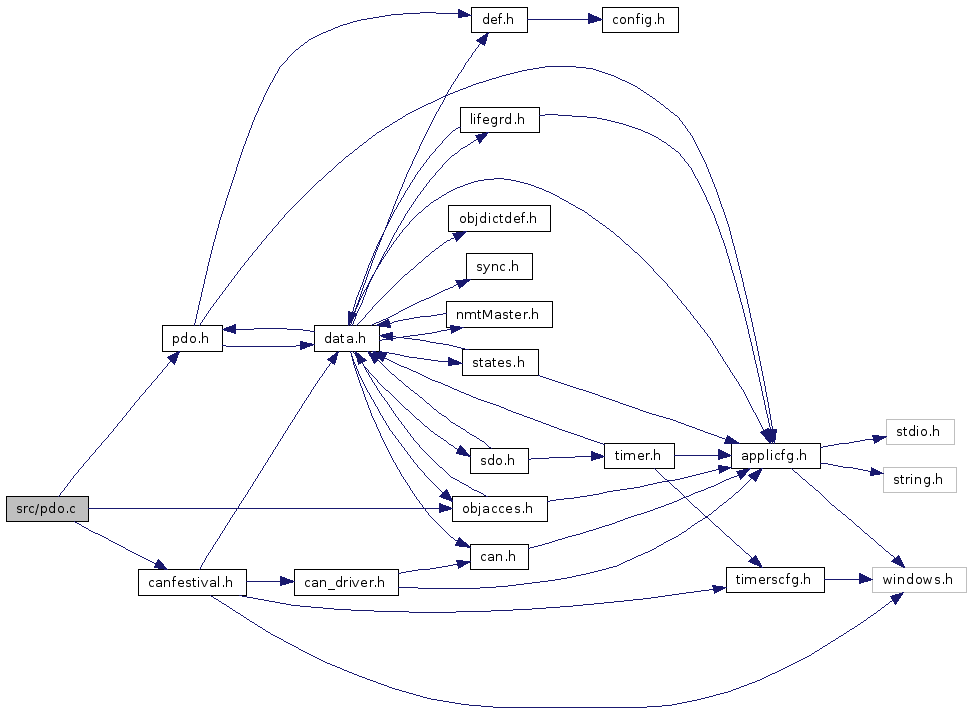 def.h
config.h
lifegrd.h
objdictdef.h
sync.h
nmtMaster.h
pdo.h
data.h
states.h
stdio.h
sdo.h
timer.h
applicfg.h
string.h
src/pdo.c
objacces.h
can.h
canfestival.h
can_driver.h
timerscfg.h
windows.h